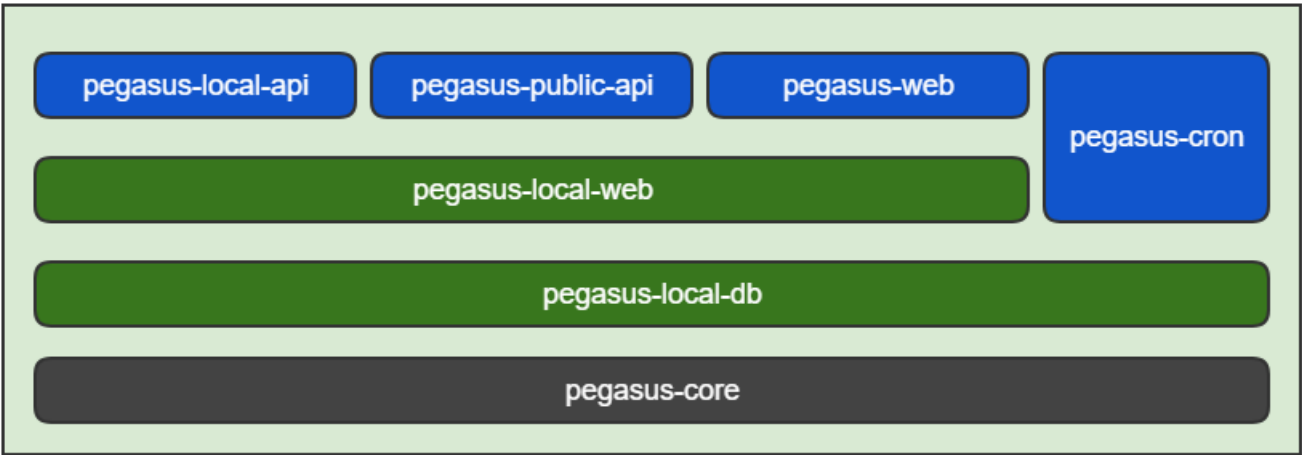 pegasus-local-api
pegasus-public-api
pegasus-web
pegasus-cron
pegasus-local-web
pegasus-local-db
pegasus-core